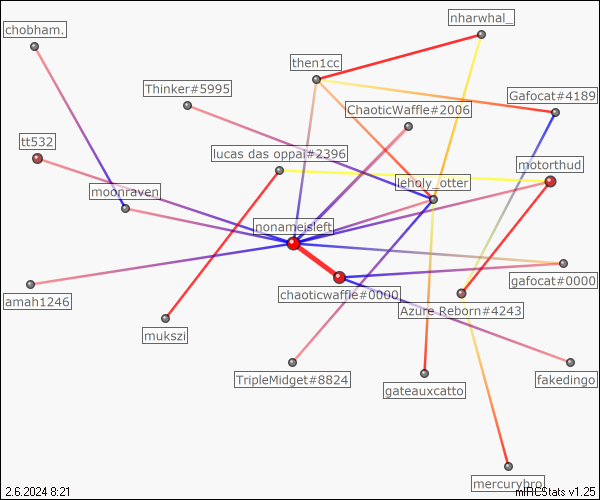 nharwhal_
chobham.
then1cc
Thinker#5995
Gafocat#4189
ChaoticWaffle#2006
tt532
lucas das oppai#2396
motorthud
leholy_otter
moonraven
nonameisleft
gafocat#0000
chaoticwaffle#0000
amah1246
Azure Reborn#4243
mukszi
TripleMidget#8824
fakedingo
gateauxcatto
mercurybro
2.6.2024 8:21
mIRCStats v1.25